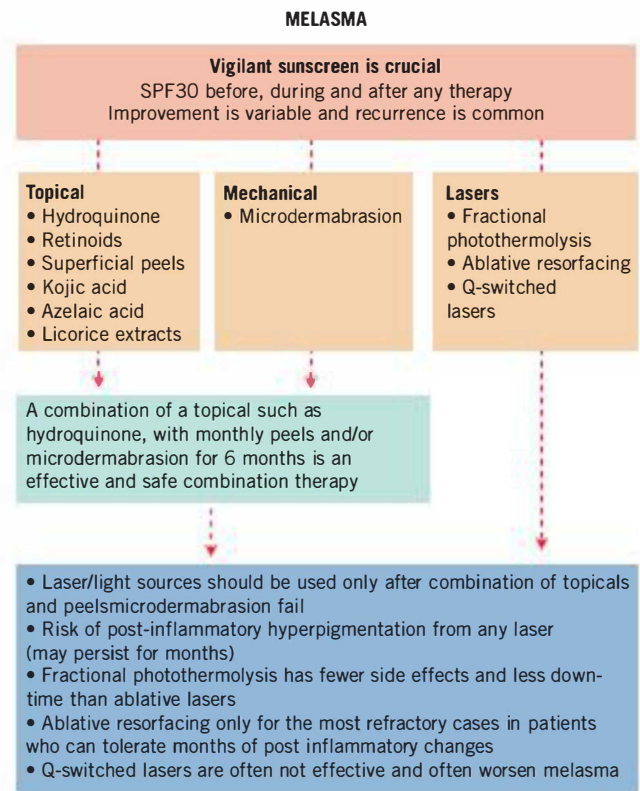 MELASMA
Vigilant sunscreen is crucial
SPF30 before, during and after any therapy
Improvement is variable and recurrence is common
Topical
• Hydroquinone
• Retinoids
• Superficial peels
• Kojic acid
• Azelaic acid
• Licorice extracts
Mechanical
• Microdermabrasion
Lasers
• Fractional
photothermolysis
• Ablative resorfacing
• Q-switched
lasers
A combination of a topical such as
hydroquinone, with monthly peels and/or
microdermabrasion for 6 months is an
effective and safe combination therapy
• Laser/light sources should be used only after combination of topicals
and peelsmicrodermabrasion fail
• Risk of post-inflammatory hyperpigmentation from any laser
(may persist for months)
• Fractional photothermolysis has fewer side effects and less down-
time than ablative lasers
• Ablative resorfacing only for the most refractory cases in patients
who can tolerate months of post inflammatory changes
• Q-switched lasers are often not effective and often worsen melasma